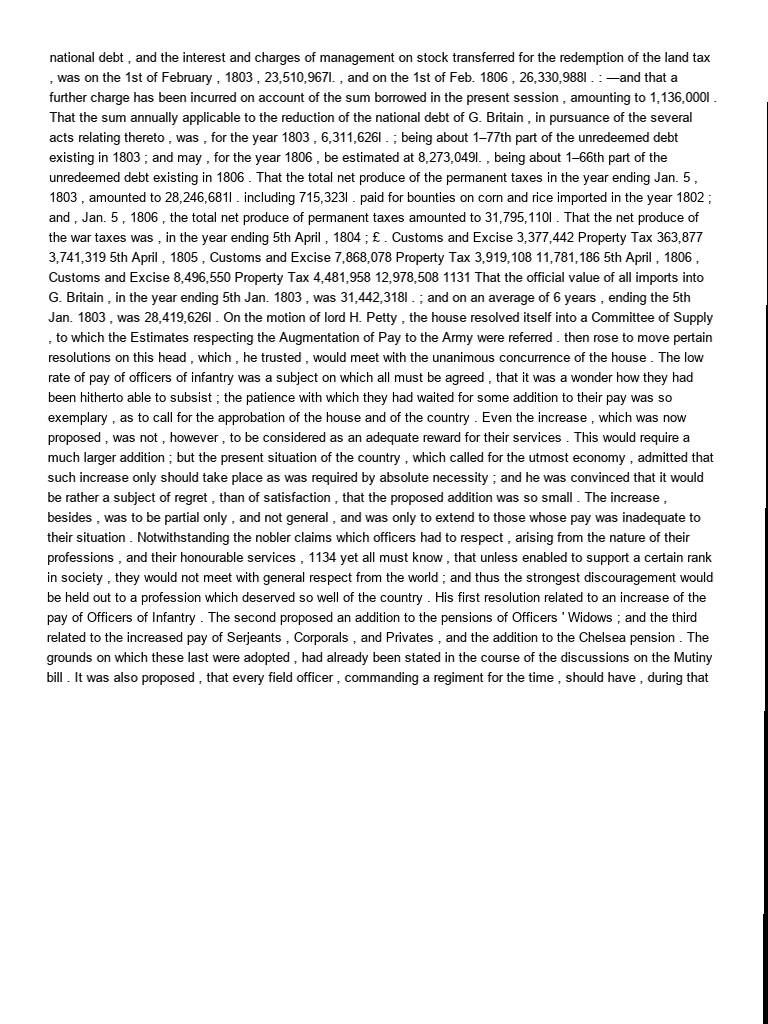 national debt , and the interest and charges of management on stock transferred for the redemption of the land tax
, was on the 1st of February , 1803 , 23,510,967l. , and on the 1st of Feb. 1806 , 26,330,988l . : —and that a
further charge has been incurred on account of the sum borrowed in the present session , amounting to 1,136,000l .
That the sum annually applicable to the reduction of the national debt of G. Britain , in pursuance of the several
acts relating thereto , was , for the year 1803 , 6,311,626l . ; being about 1–77th part of the unredeemed debt
existing in 1803 ; and may , for the year 1806 , be estimated at 8,273,049l. , being about 1–66th part of the
unredeemed debt existing in 1806 . That the total net produce of the permanent taxes in the year ending Jan. 5 ,
1803 , amounted to 28,246,681l . including 715,323l . paid for bounties on corn and rice imported in the year 1802 ;
and , Jan. 5 , 1806 , the total net produce of permanent taxes amounted to 31,795,110l . That the net produce of
the war taxes was , in the year ending 5th April , 1804 ; £ . Customs and Excise 3,377,442 Property Tax 363,877
3,741,319 5th April , 1805 , Customs and Excise 7,868,078 Property Tax 3,919,108 11,781,186 5th April , 1806 ,
Customs and Excise 8,496,550 Property Tax 4,481,958 12,978,508 1131 That the official value of all imports into
G. Britain , in the year ending 5th Jan. 1803 , was 31,442,318l . ; and on an average of 6 years , ending the 5th
Jan. 1803 , was 28,419,626l . On the motion of lord H. Petty , the house resolved itself into a Committee of Supply
, to which the Estimates respecting the Augmentation of Pay to the Army were referred . then rose to move pertain
resolutions on this head , which , he trusted , would meet with the unanimous concurrence of the house . The low
rate of pay of officers of infantry was a subject on which all must be agreed , that it was a wonder how they had
been hitherto able to subsist ; the patience with which they had waited for some addition to their pay was so
exemplary , as to call for the approbation of the house and of the country . Even the increase , which was now
proposed , was not , however , to be considered as an adequate reward for their services . This would require a
much larger addition ; but the present situation of the country , which called for the utmost economy , admitted that
such increase only should take place as was required by absolute necessity ; and he was convinced that it would
be rather a subject of regret , than of satisfaction , that the proposed addition was so small . The increase ,
besides , was to be partial only , and not general , and was only to extend to those whose pay was inadequate to
their situation . Notwithstanding the nobler claims which officers had to respect , arising from the nature of their
professions , and their honourable services , 1134 yet all must know , that unless enabled to support a certain rank
in society , they would not meet with general respect from the world ; and thus the strongest discouragement would
be held out to a profession which deserved so well of the country . His first resolution related to an increase of the
pay of Officers of Infantry . The second proposed an addition to the pensions of Officers ' Widows ; and the third
related to the increased pay of Serjeants , Corporals , and Privates , and the addition to the Chelsea pension . The
grounds on which these last were adopted , had already been stated in the course of the discussions on the Mutiny
bill . It was also proposed , that every field officer , commanding a regiment for the time , should have , during that